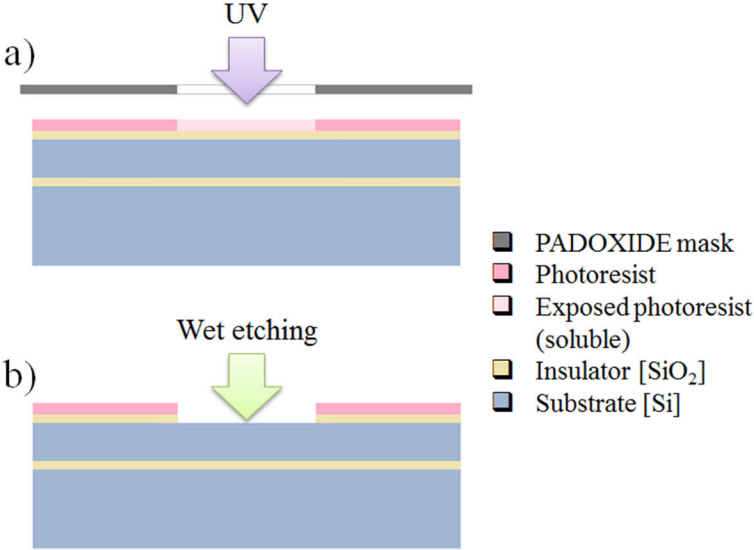 UV
a)
PADOXIDE mask
Photoresist
Exposed photoresist
(soluble)
Insulator [SiO₂]
Substrate [Si]
Wet etching
b)